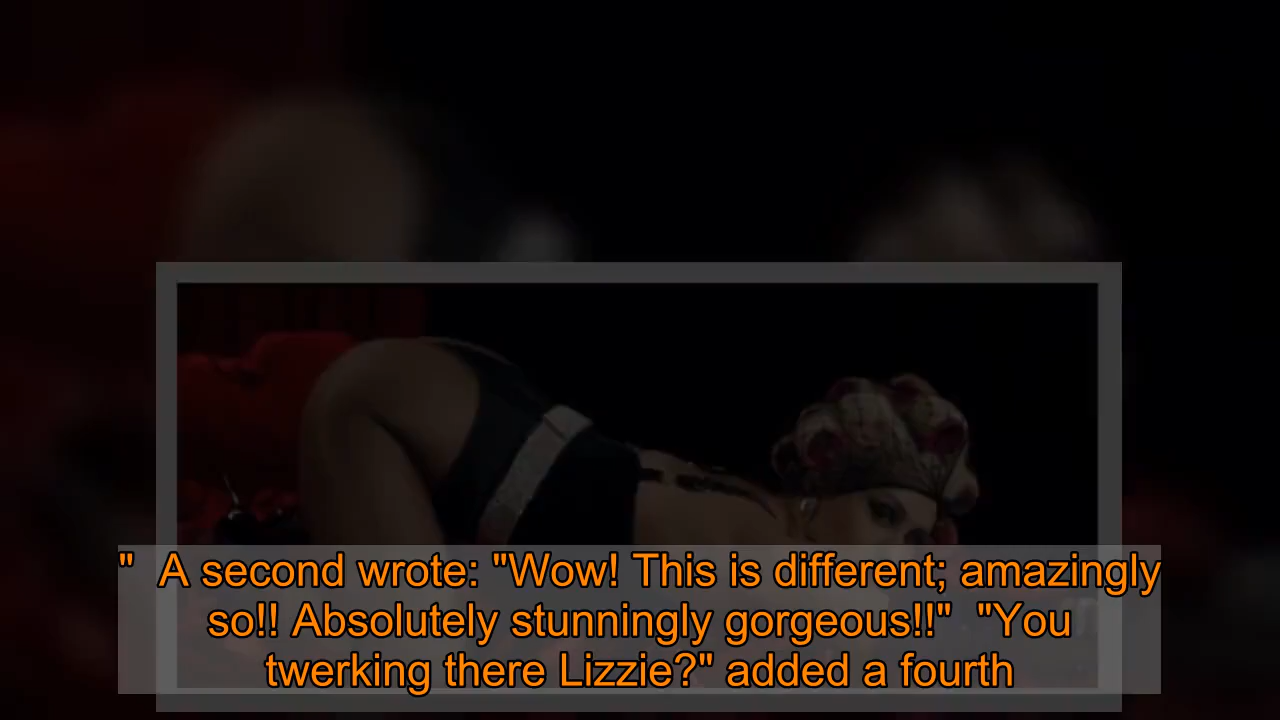 "  A second wrote: "Wow! This is different; amazingly
so!! Absolutely stunningly gorgeous!!"  "You
twerking there Lizzie?" added a fourth